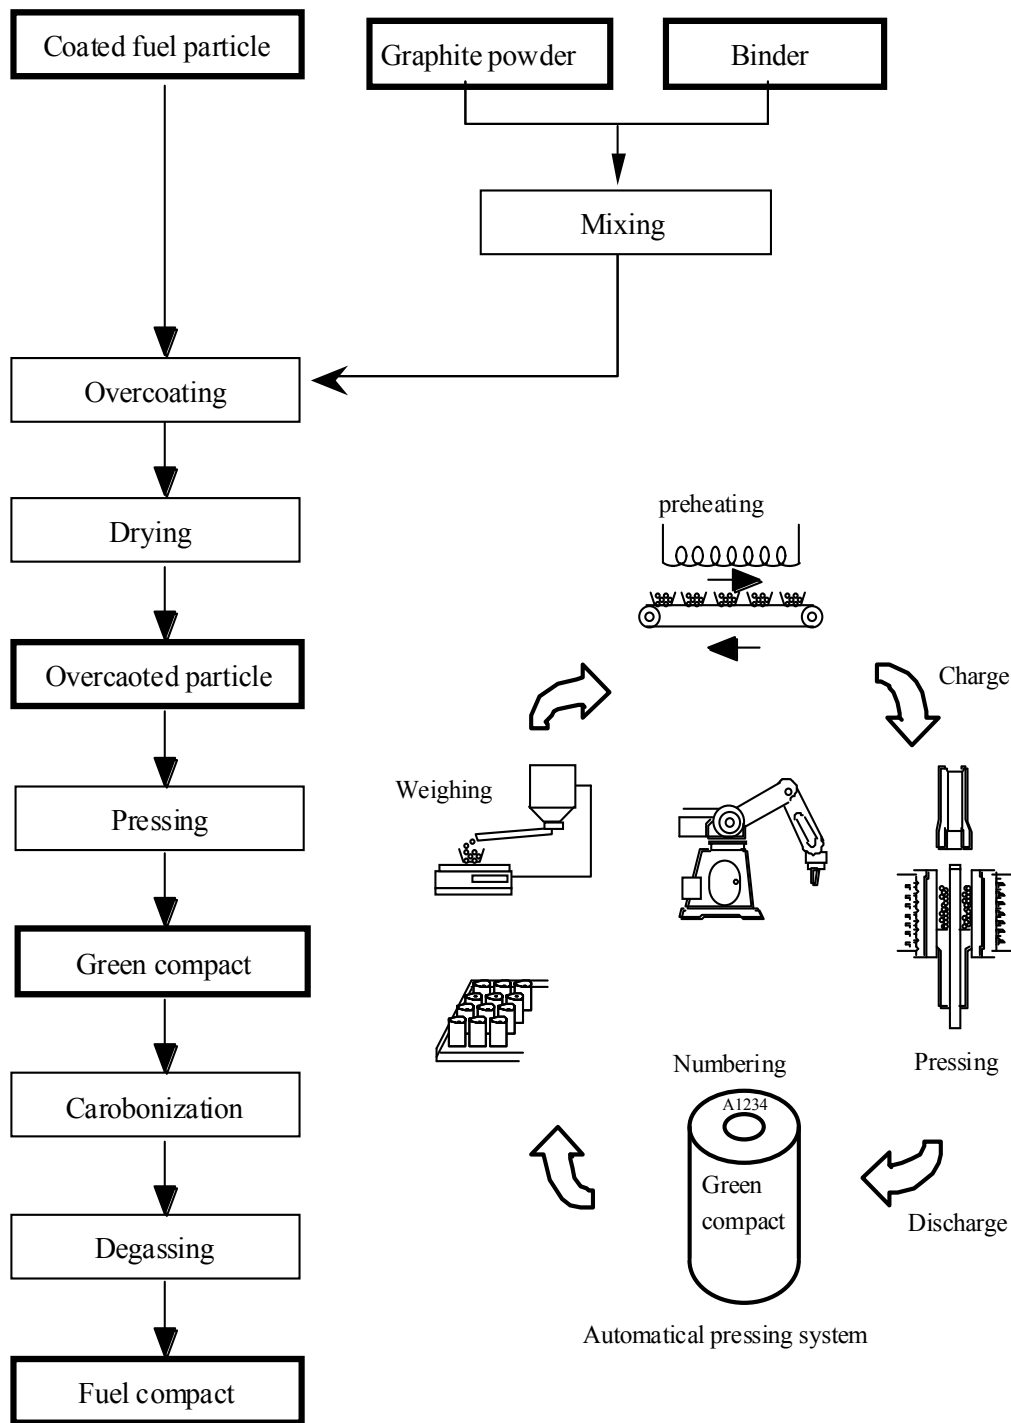 Coated fuel particle
Graphite powder
Binder
Mixing
Overcoating
Drying
Overcaoted particle
Pressing
Green compact
Carobonization
Degassing
Fuel compact
preheating
Charge
Weighing
Pressing
Numbering
A1234
Green
compact
Discharge
Automatical pressing system